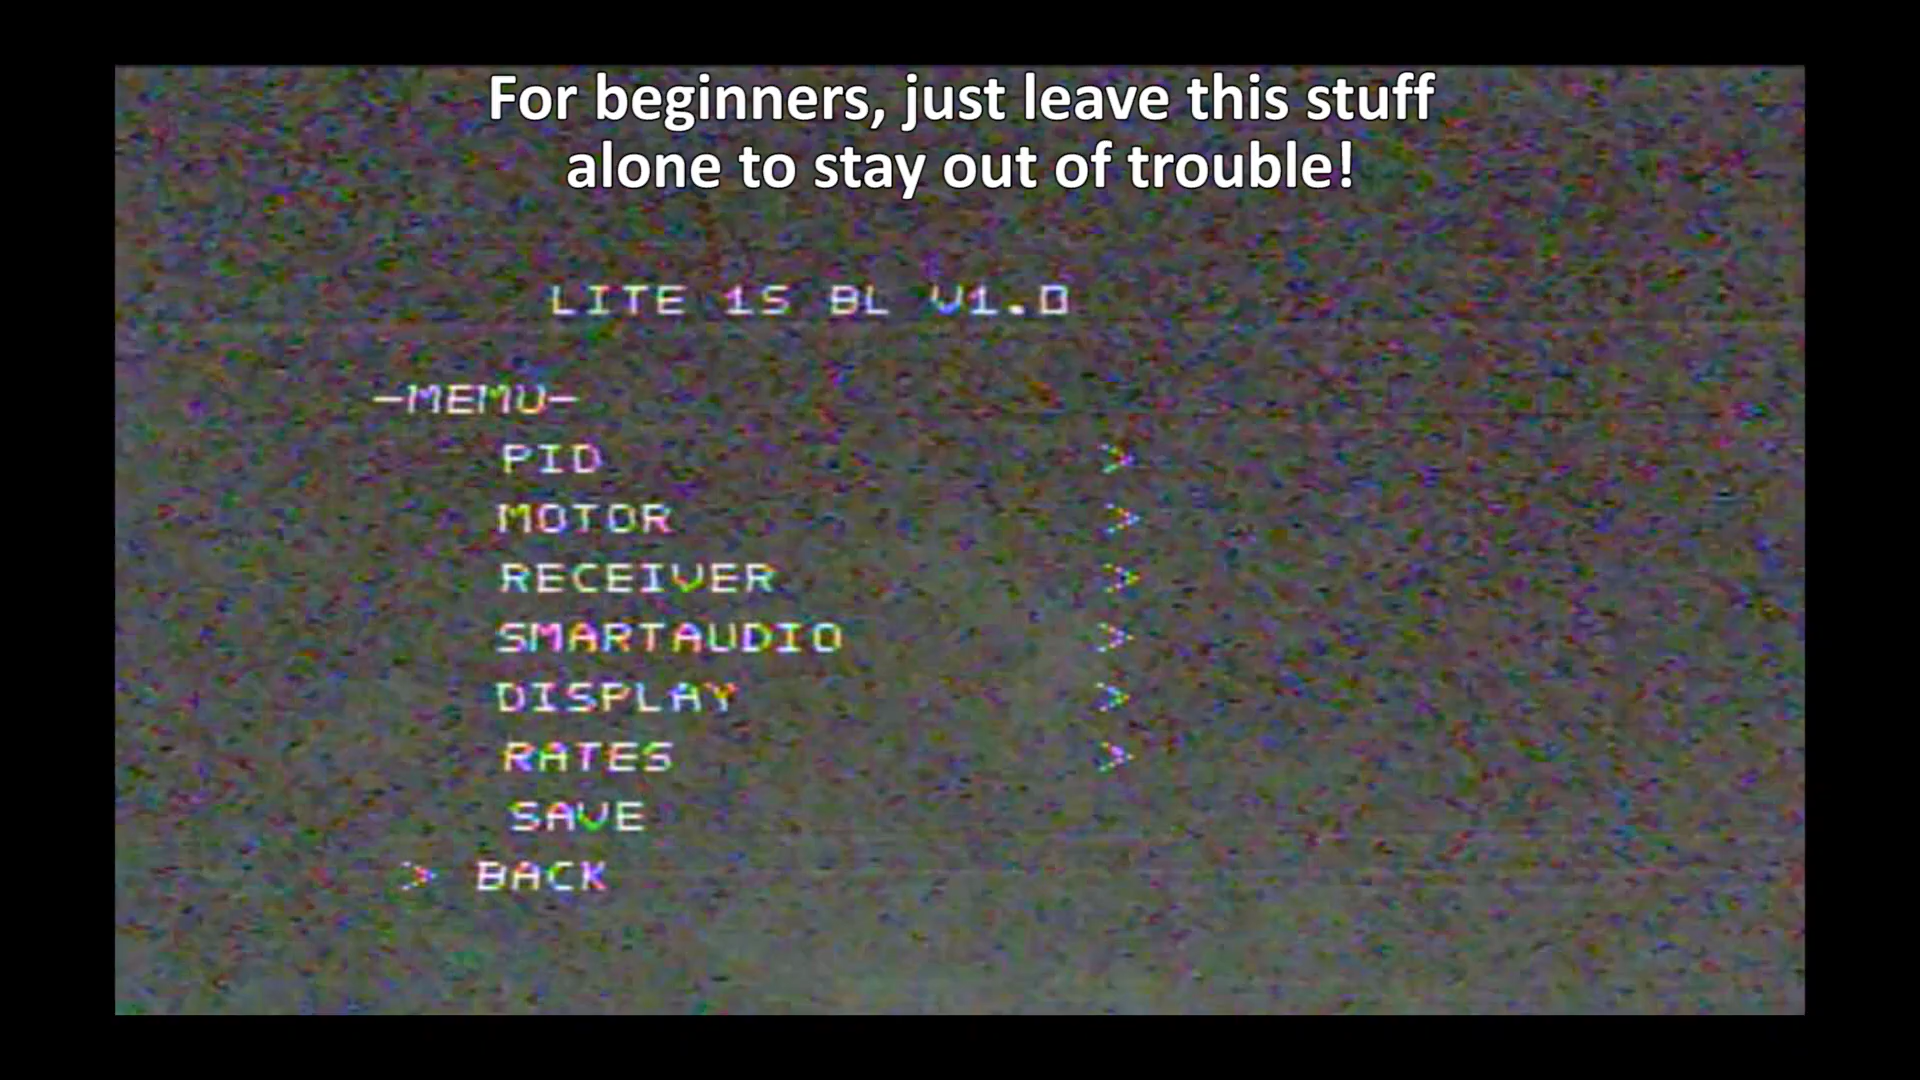 For beginners, just leave this stuff
alone to stay out of trouble!
LITE 1S BL V1.0
-MEMU-
PID >
MOTOR >
RECEIVER >
SMARTAUDIO >
DISPLAY >
RATES >
SAVE
> BACK